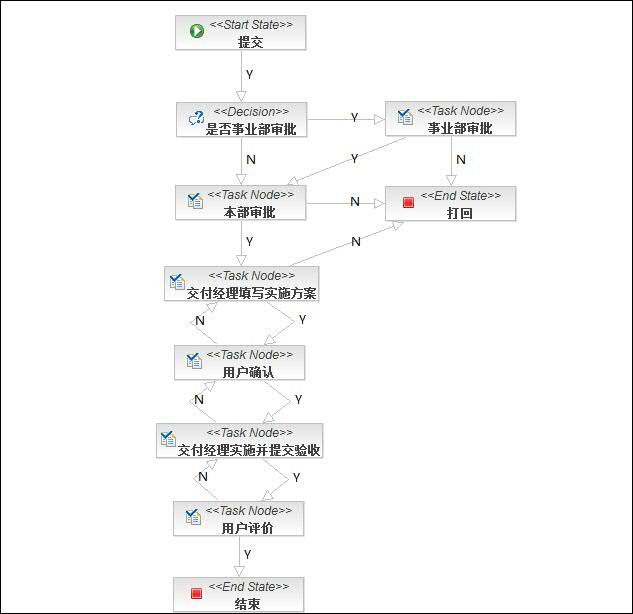 <<Start State>>
提交
Y
<<Decision>>
是否事业部审批
Y
<<Task Node>>
事业部审批
N
Y
N
<<Task Node>>
本部审批
N
<<End State>>
打回
Y
N
<<Task Node>>
交付经理填写实施方案
N
Y
<<Task Node>>
用户确认
N
Y
<<Task Node>>
交付经理实施并提交验收
N
Y
<<Task Node>>
用户评价
Y
<<End State>>
结束